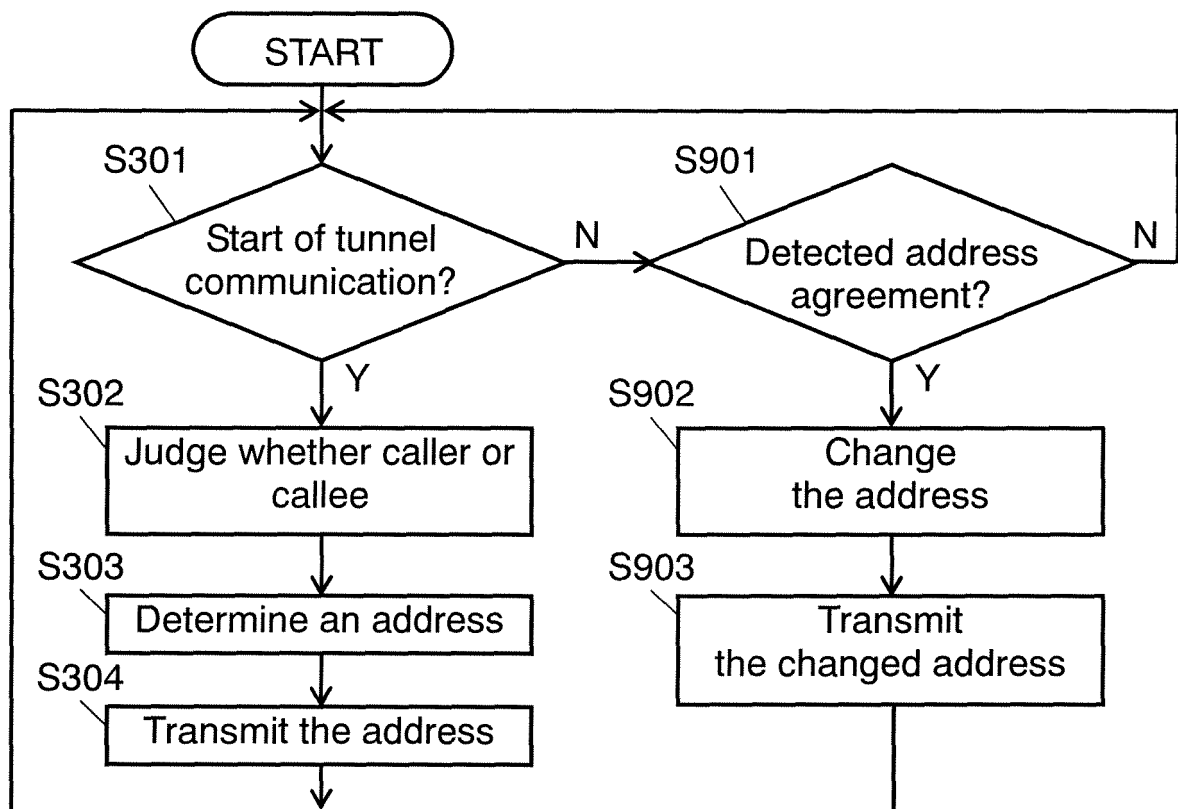 START
S301
Start of tunnel
communication?
N
Y
S901
Detected address
agreement?
N
Y
S302
Judge whether caller or
callee
S303
Determine an address
S304
Transmit the address
S902
Change
the address
S903
Transmit
the changed address